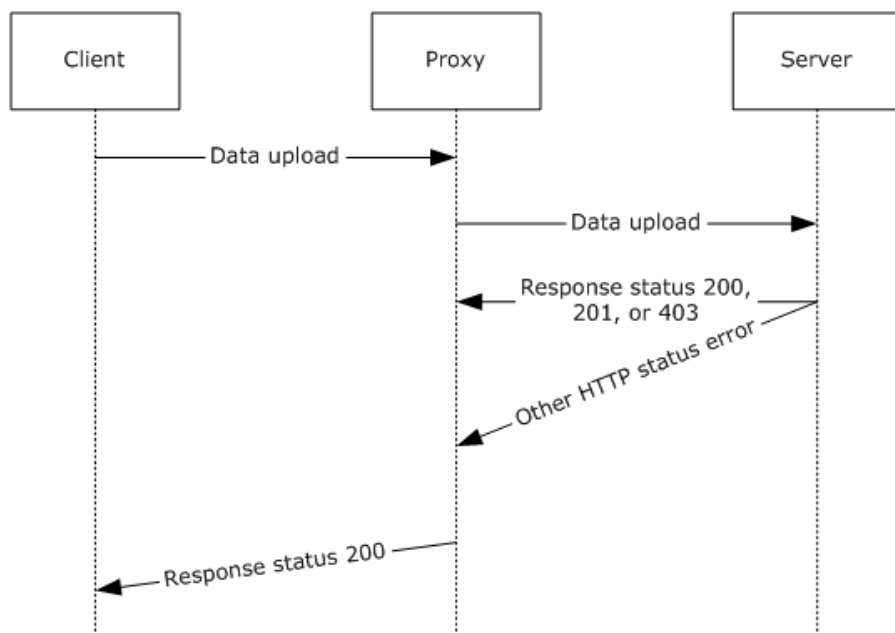 Client
Proxy
Server
Data upload
Data upload
Response status 200,
201, or 403
Other HTTP status error
Response status 200